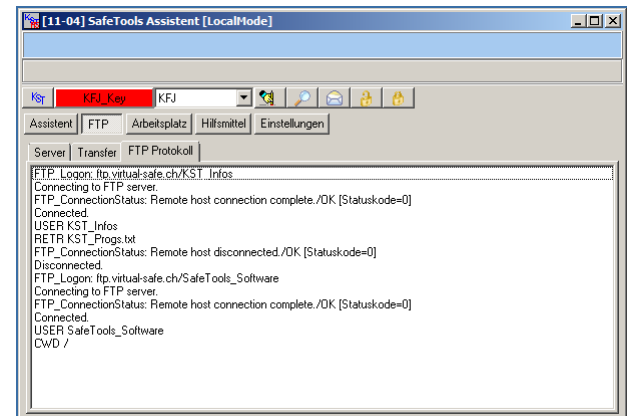 [11-04] SafeTools Assistent [LocalMode]
KST KFJ_Key KFJ
Assistent FTP Arbeitsplatz Hilfsmittel Einstellungen
Server Transfer FTP Protokoll
FTP_Logon: ftp.virtual-safe.ch/KST_Infos
Connecting to FTP server.
FTP_ConnectionStatus: Remote host connection complete./OK [Statuskode=0]
Connected.
USER KST_Infos
RETR KST_Progs.txt
FTP_ConnectionStatus: Remote host disconnected./OK [Statuskode=0]
Disconnected.
FTP_Logon: ftp.virtual-safe.ch/SafeTools_Software
Connecting to FTP server.
FTP_ConnectionStatus: Remote host connection complete./OK [Statuskode=0]
Connected.
USER SafeTools_Software
CWD /